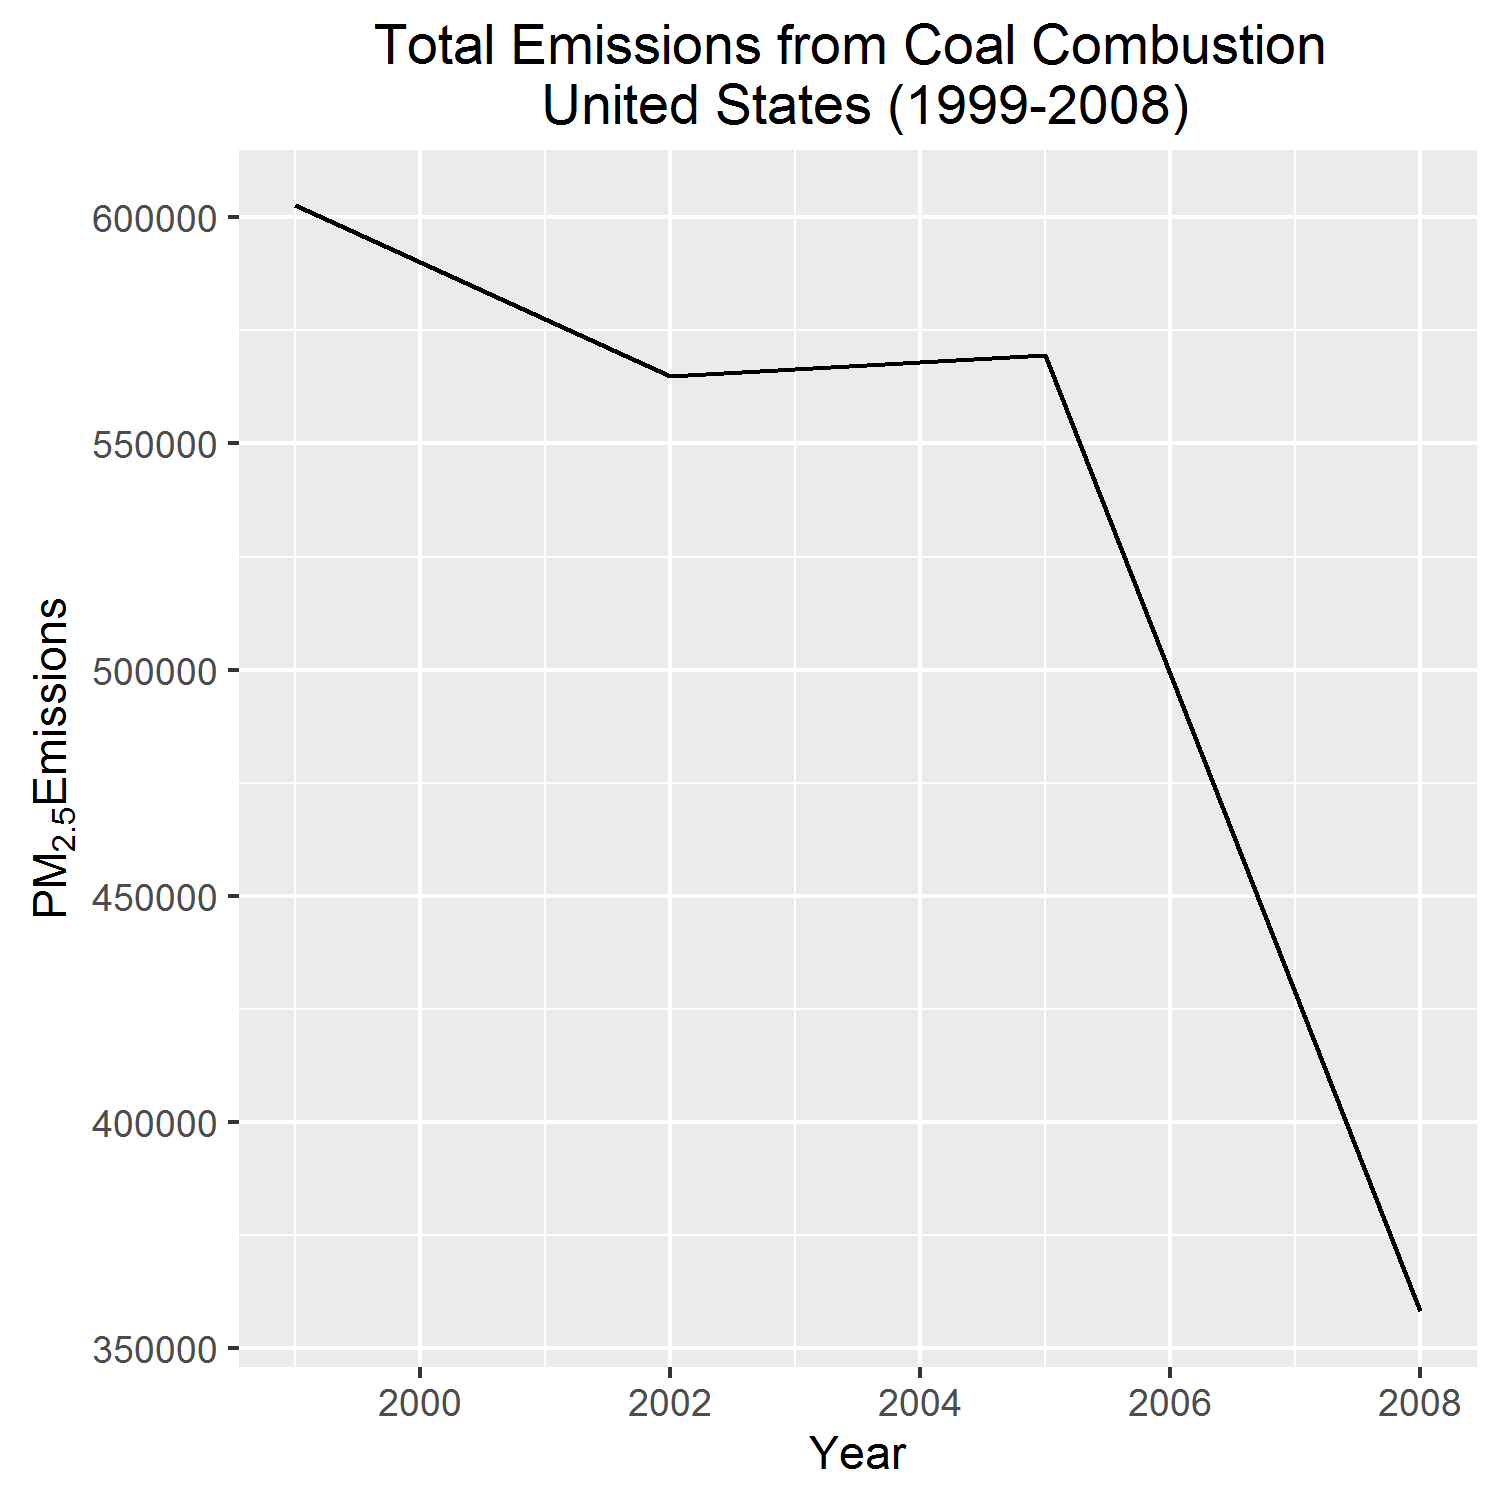 Total Emissions from Coal Combustion
United States (1999-2008)
600000
550000
500000
450000
400000
350000
PM2.5Emissions
2000
2002
2004
2006
2008
Year